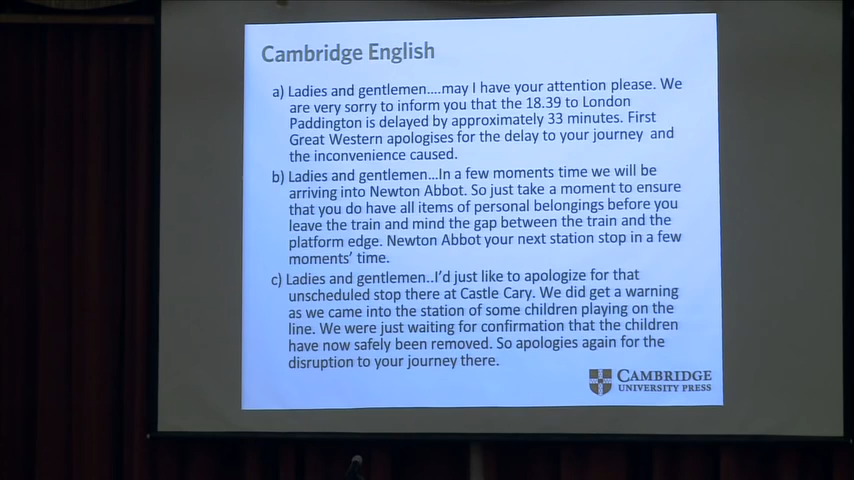 Cambridge English
a) Ladies and gentlemen....may I have your attention please. We
are very sorry to inform you that the 18.39 to London
Paddington is delayed by approximately 33 minutes. First
Great Western apologises for the delay to your journey and
the inconvenience caused.
b) Ladies and gentlemen...In a few moments time we will be
arriving into Newton Abbot. So just take a moment to ensure
that you do have all items of personal belongings before you
leave the train and mind the gap between the train and the
platform edge. Newton Abbot your next station stop in a few
moments' time.
c) Ladies and gentlemen..I'd just like to apologize for that
unscheduled stop there at Castle Cary. We did get a warning
as we came into the station of some children playing on the
line. We were just waiting for confirmation that the children
have now safely been removed. So apologies again for the
disruption to your journey there.
CAMBRIDGE
UNIVERSITY PRESS